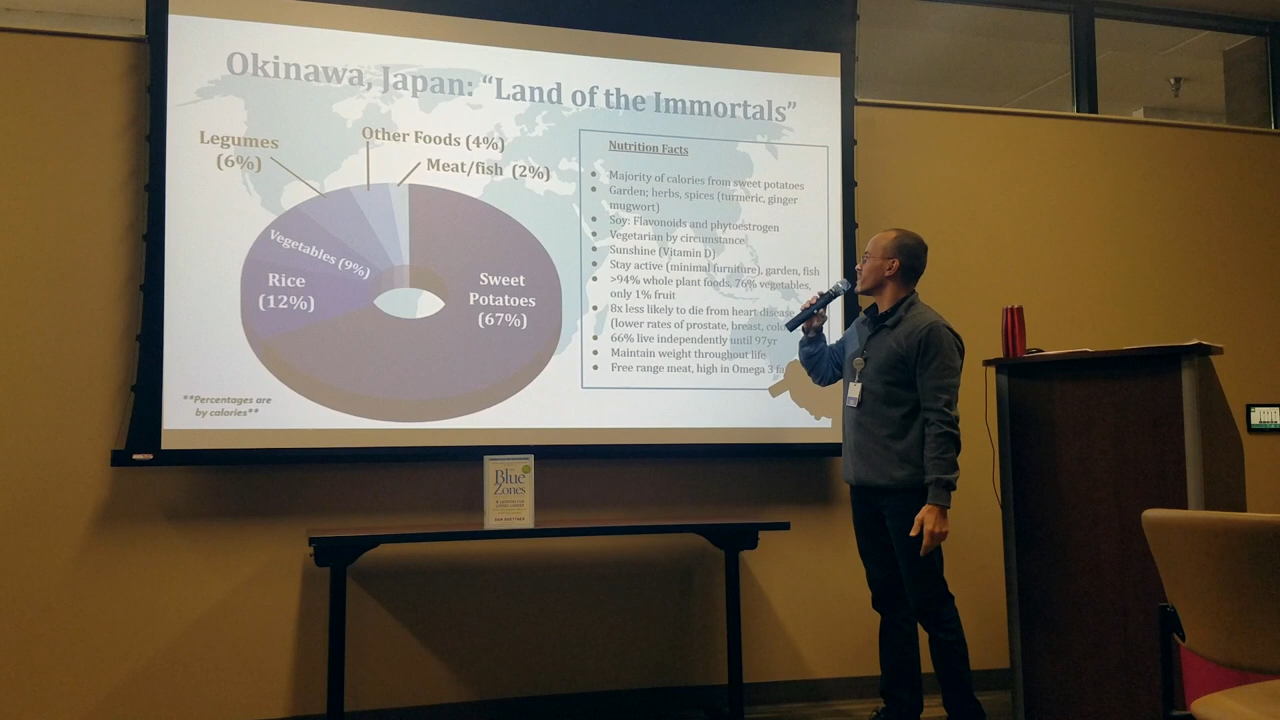 Okinawa, Japan: “Land of the Immortals”
Legumes
(6%)
Other Foods (4%)
Meat/fish (2%)
Vegetables (9%)
Rice
(12%)
Sweet
Potatoes
(67%)
**Percentages are
by calories**
Nutrition Facts
Majority of calories from sweet potatoes
Garden; herbs, spices (turmeric, ginger
mugwort)
Soy: Flavonoids and phytoestrogen
Vegetarian by circumstance
Sunshine (Vitamin D)
Stay active (minimal furniture), garden, fish
>94% whole plant foods, 76% vegetables,
only 1% fruit
8x less likely to die from heart disease
(lower rates of prostate, breast,
66% live independently until 97yr
Maintain weight throughout life
Free range meat, high in Omega 3
Blue
Zones
DAN BUETTNER